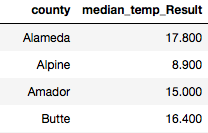 county median_temp_Result
Alameda 17.800
Alpine 8.900
Amador 15.000
Butte 16.400